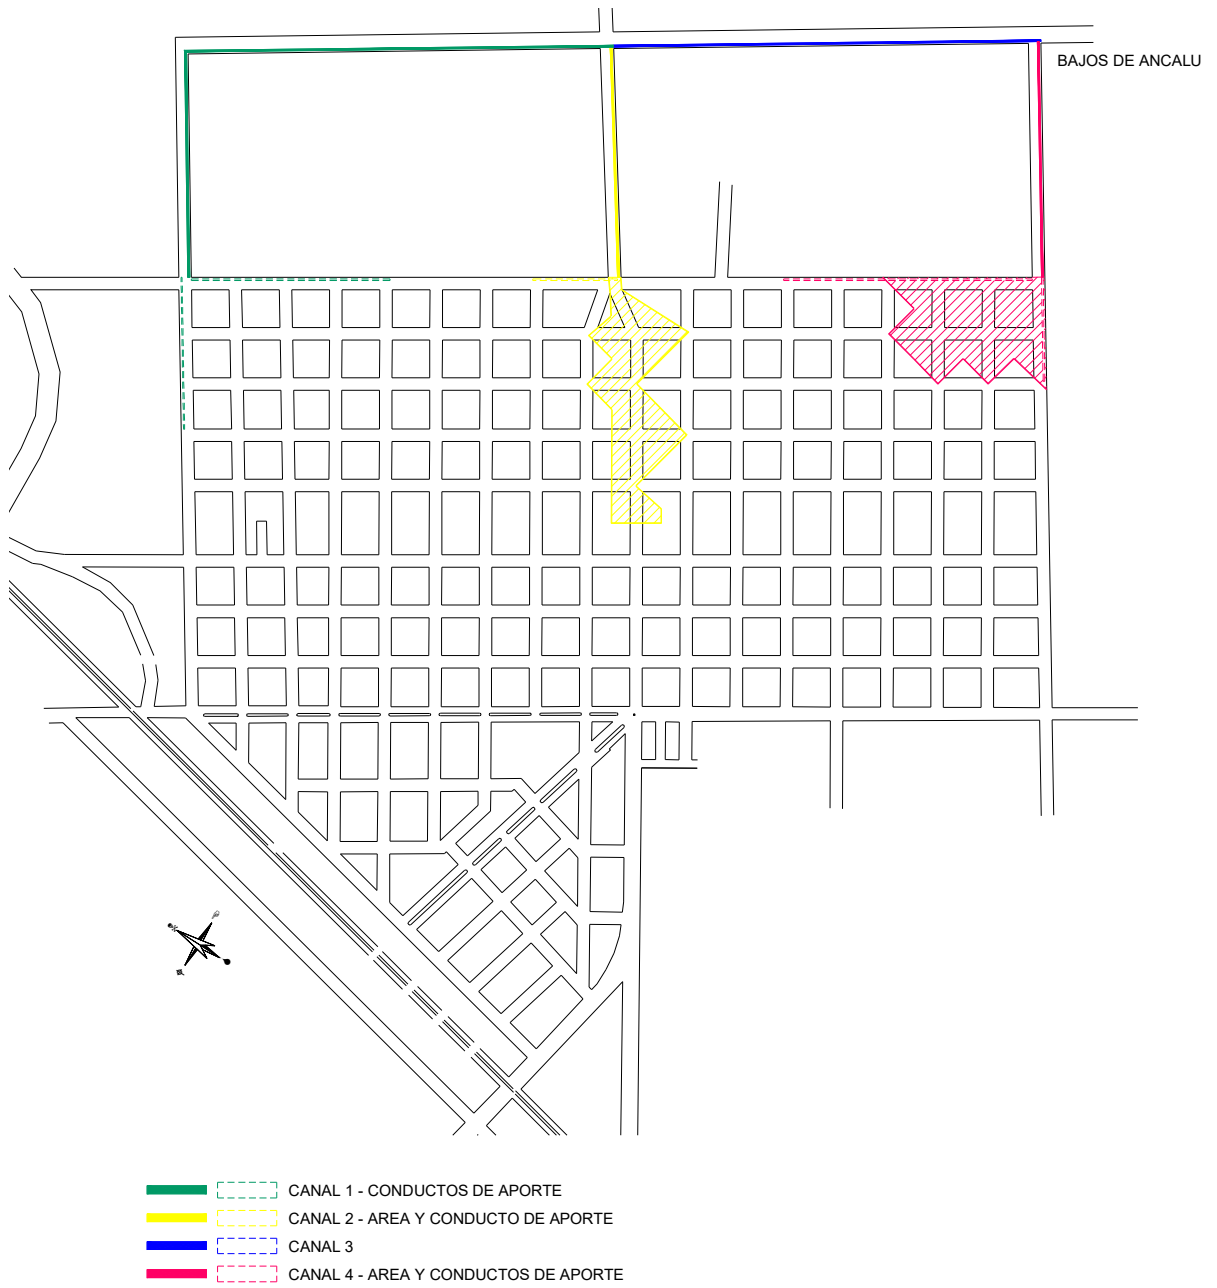 BAJOS DE ANCALU
CANAL 1 - CONDUCTOS DE APORTE
CANAL 2 - AREA Y CONDUCTO DE APORTE
CANAL 3
CANAL 4 - AREA Y CONDUCTOS DE APORTE